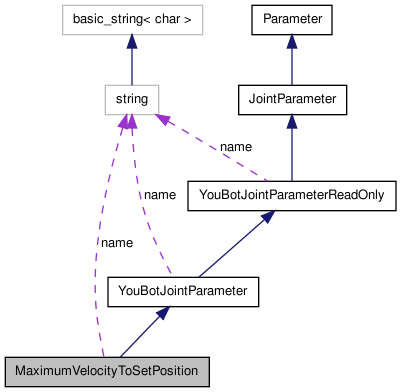 basic_string< char >
Parameter
string
JointParameter
name
YouBotJointParameterReadOnly
name
name
YouBotJointParameter
MaximumVelocityToSetPosition